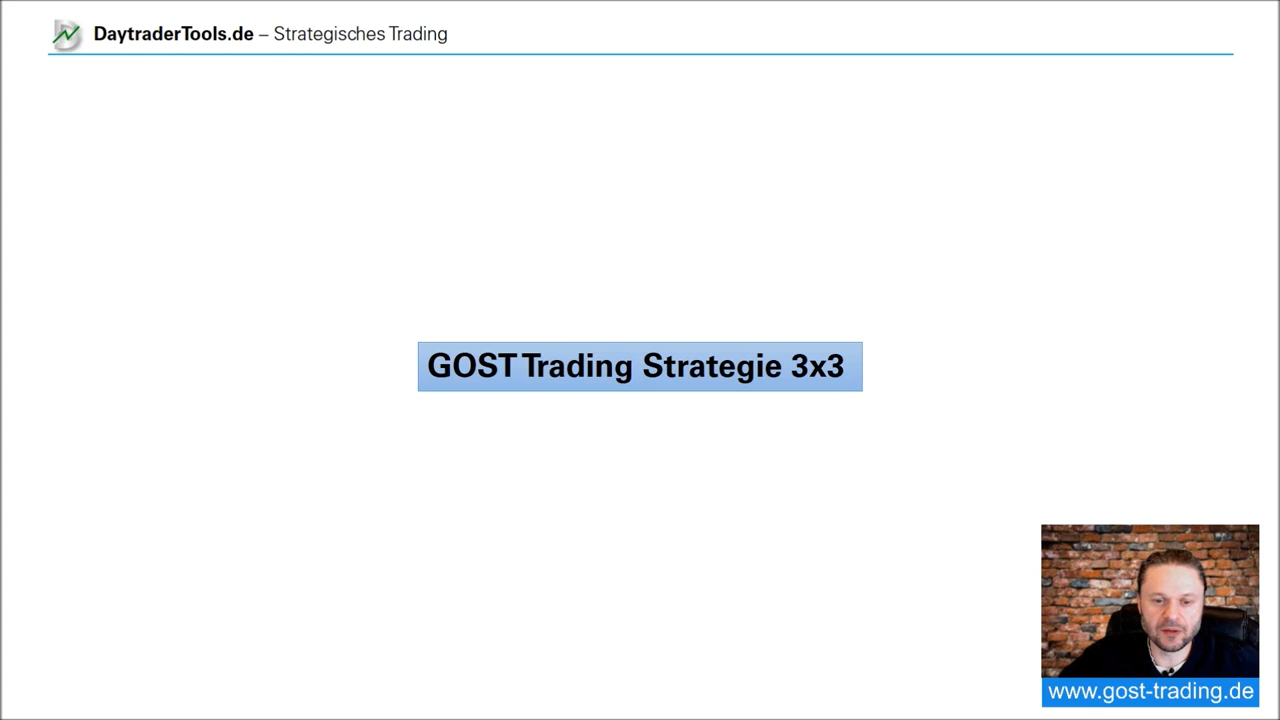 DaytraderTools.de – Strategisches Trading
GOST Trading Strategie 3x3
www.gost-trading.de